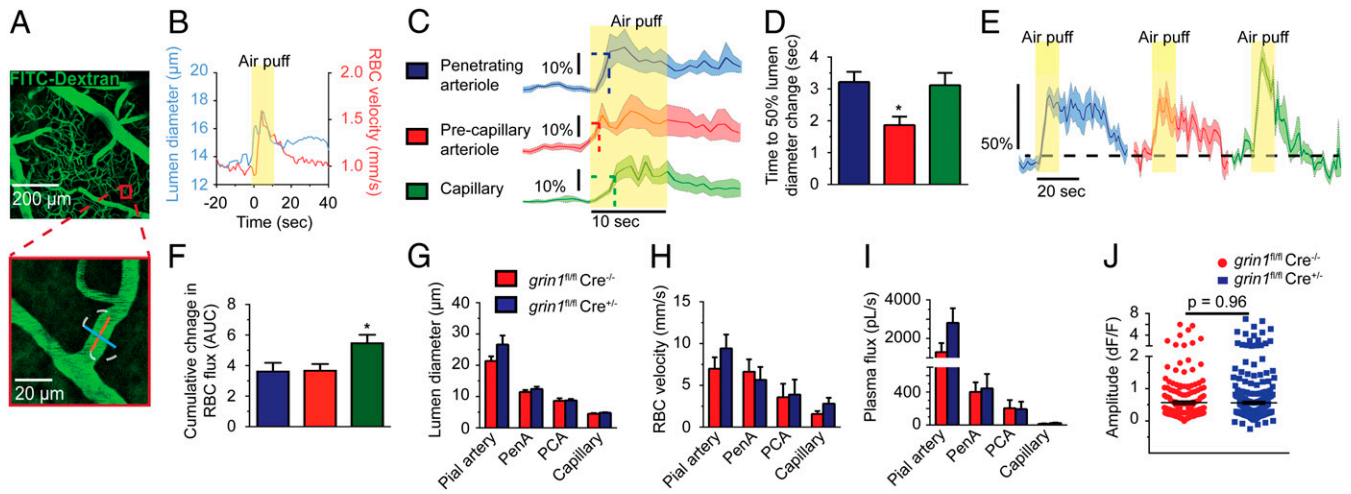 A
FITC-Dextran
200 µm
20 µm
B
Air puff
Lumen diameter (µm)
20
18
16
14
12
RBC velocity (mm/s)
2.0
1.5
1.0
-20 0 20 40
Time (sec)
C
Air puff
Penetrating
arteriole
10%
Pre-capillary
arteriole
10%
Capillary
10%
10 sec
D
Time to 50% lumen
diameter change (sec)
4
3
2
1
0
*
E
Air puff Air puff Air puff
50%
20 sec
F
Cumulative chnage in
RBC flux (AUC)
8
6
4
2
0
*
G
grin1fl/fl Cre-/-
grin1fl/fl Cre+/-
Lumen diameter (µm)
40
30
20
10
0
Pial artery
PenA
PCA
Capillary
H
RBC velocity (mm/s)
20
15
10
5
0
Pial artery
PenA
PCA
Capillary
I
Plasma flux (pL/s)
4000
2000
400
0
Pial artery
PenA
PCA
Capillary
J
grin1fl/fl Cre-/-
grin1fl/fl Cre+/-
p = 0.96
Amplitude (dF/F)
8
6
4
2
1
0